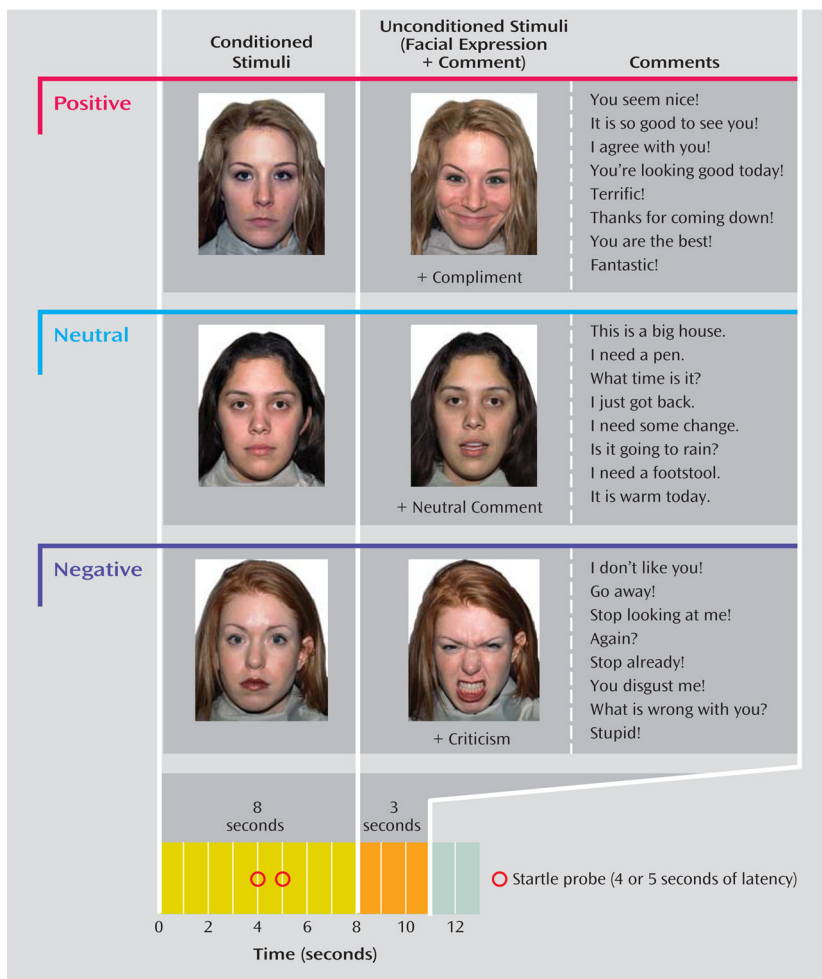 Conditioned
Stimuli
Unconditioned Stimuli
(Facial Expression
+ Comment)
Comments
Positive
+ Compliment
You seem nice!
It is so good to see you!
I agree with you!
You're looking good today!
Terrific!
Thanks for coming down!
You are the best!
Fantastic!
Neutral
+ Neutral Comment
This is a big house.
I need a pen.
What time is it?
I just got back.
I need some change.
Is it going to rain?
I need a footstool.
It is warm today.
Negative
+ Criticism
I don't like you!
Go away!
Stop looking at me!
Again?
Stop already!
You disgust me!
What is wrong with you?
Stupid!
8
seconds
3
seconds
Startle probe (4 or 5 seconds of latency)
0 2 4 6 8 10 12
Time (seconds)